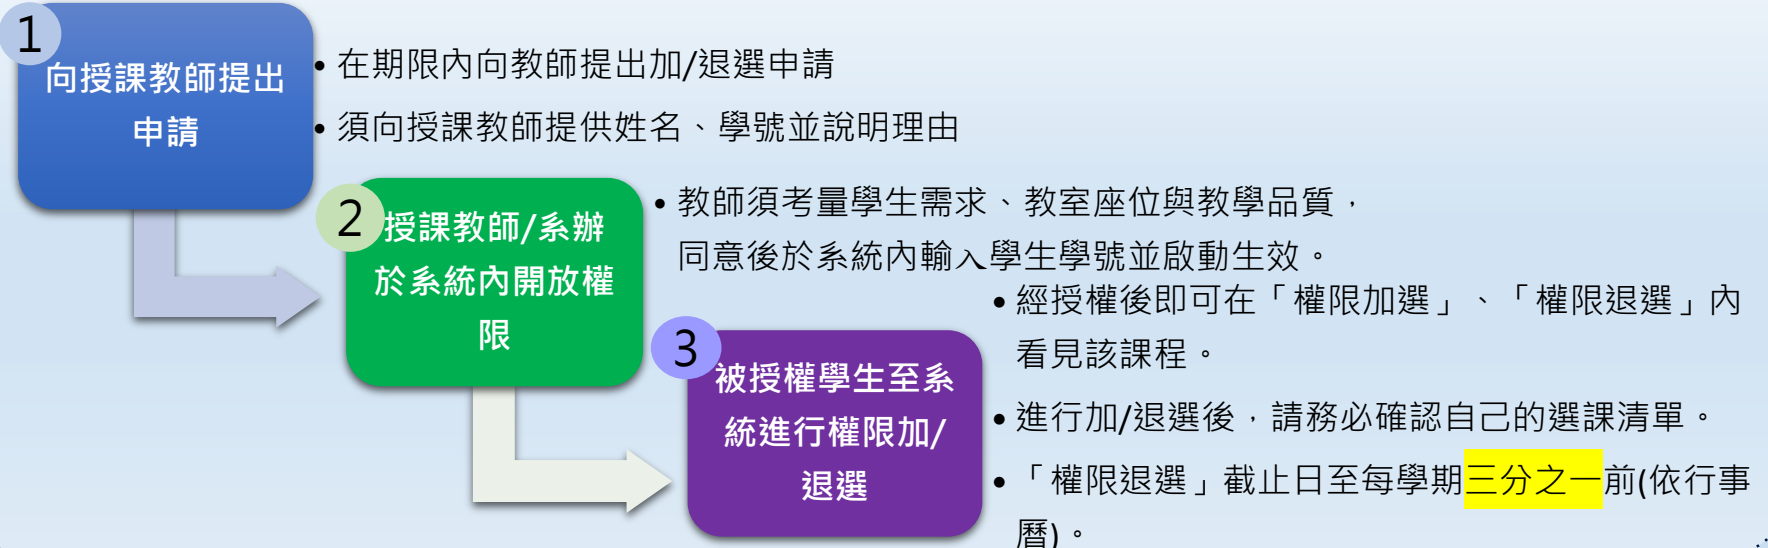 1
向授課教師提出
申請
• 在期限內向教師提出加/退選申請
• 須向授課教師提供姓名、學號並說明理由
2
授課教師/系辦
於系統內開放權
限
• 教師須考量學生需求、教室座位與教學品質，
同意後於系統內輸入學生學號並啟動生效。
3
被授權學生至系
統進行權限加/
退選
• 經授權後即可在「權限加選」、「權限退選」內
看見該課程。
• 進行加/退選後，請務必確認自己的選課清單。
• 「權限退選」截止日至每學期三分之一前(依行事
曆)。